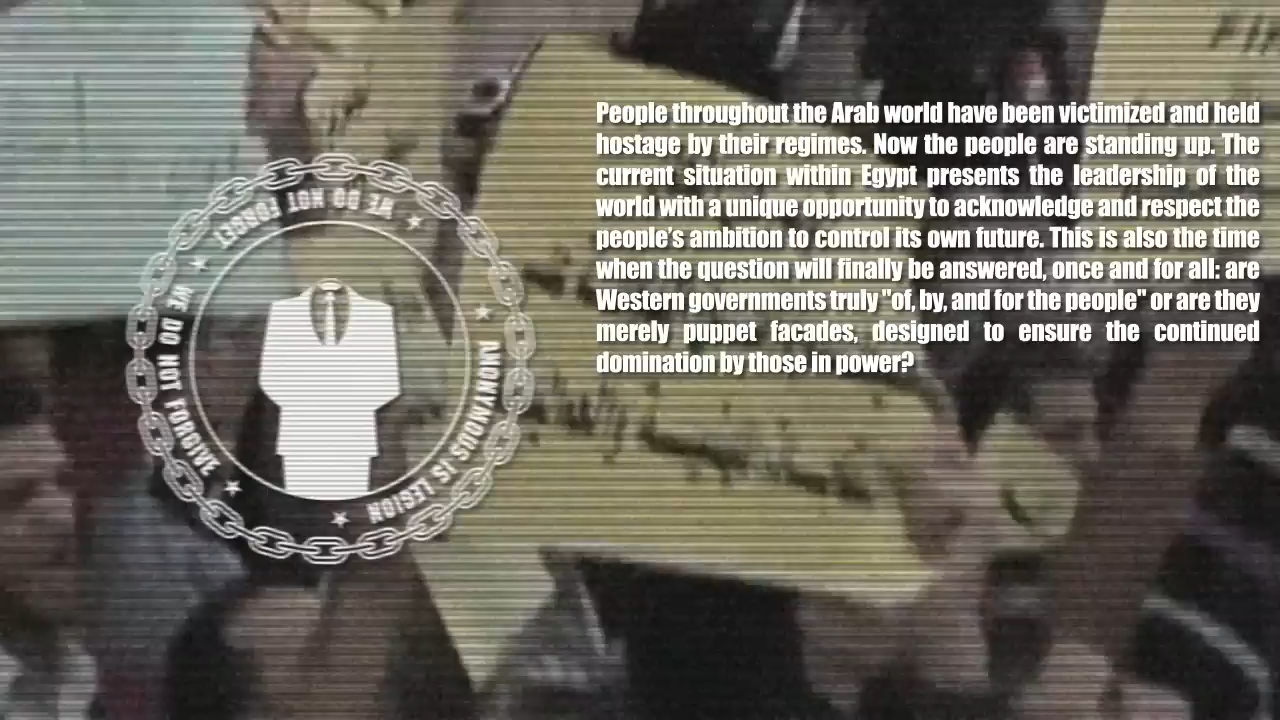 People throughout the Arab world have been victimized and held
hostage by their regimes. Now the people are standing up. The
current situation within Egypt presents the leadership of the
world with a unique opportunity to acknowledge and respect the
people's ambition to control its own future. This is also the time
when the question will finally be answered, once and for all: are
Western governments truly "of, by, and for the people" or are they
merely puppet facades, designed to ensure the continued
domination by those in power?
ANONYMOUS IS LEGION
WE DO NOT FORGIVE
WE DO NOT FORGET